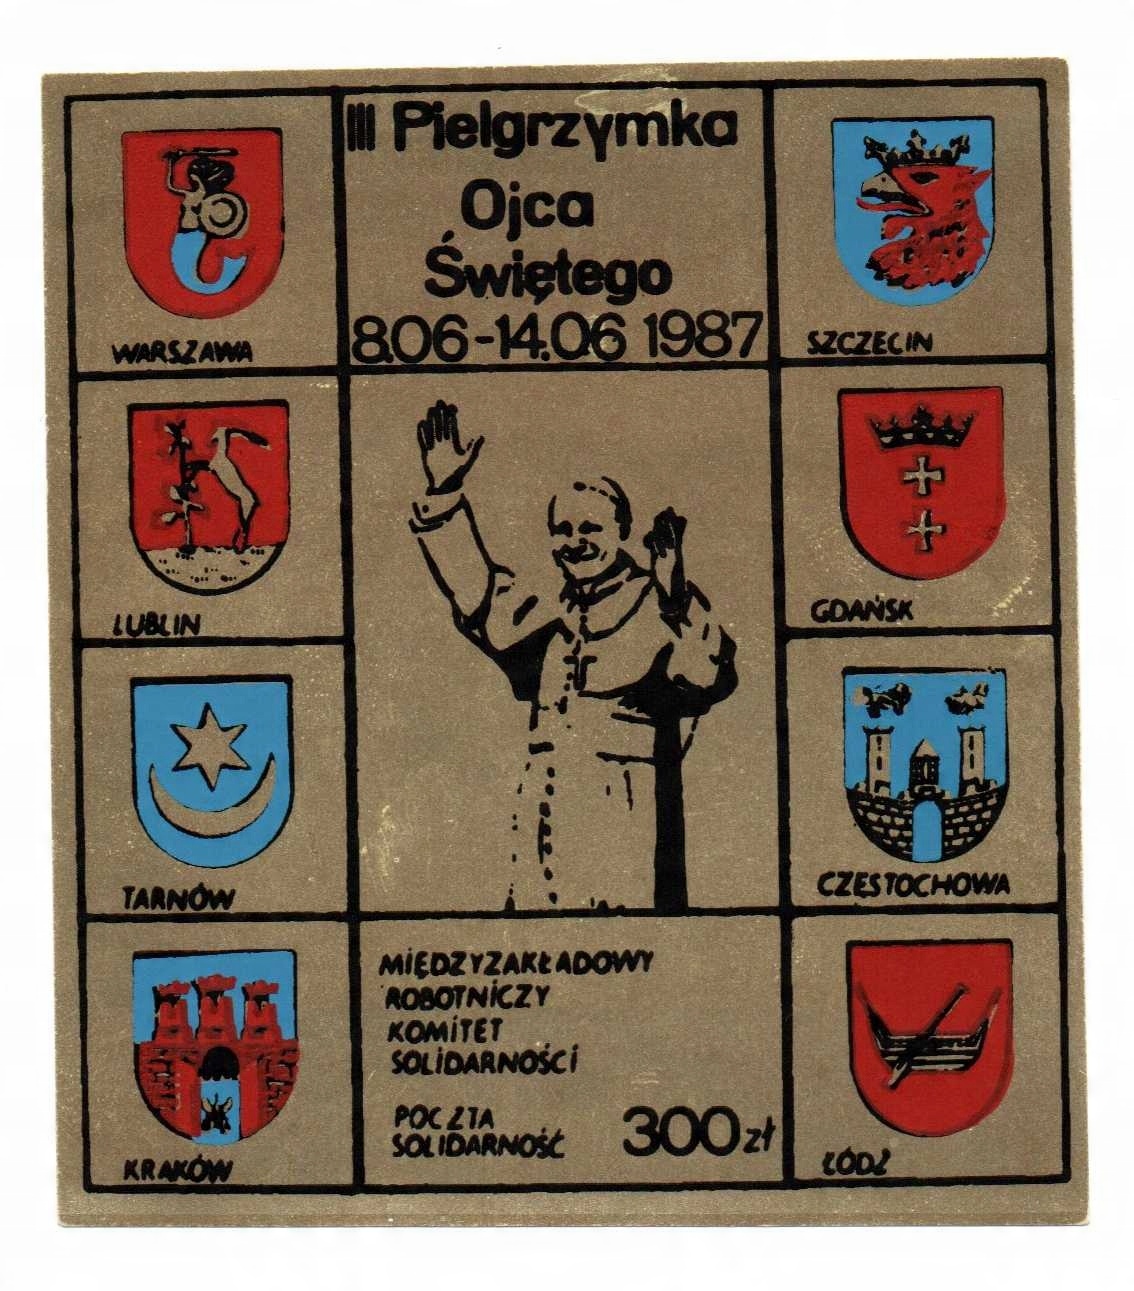 III Pielgrzymka
Ojca
Świętego
8.06-14.06 1987
WARSZAWA
SZCZECIN
LUBLIN
GDAŃSK
TARNÓW
CZĘSTOCHOWA
KRAKÓW
MIĘDZYZAKŁADOWY
ROBOTNICZY
KOMITET
SOLIDARNOŚCI
POCZTA
SOLIDARNOŚĆ
300 zł
ŁÓDŹ